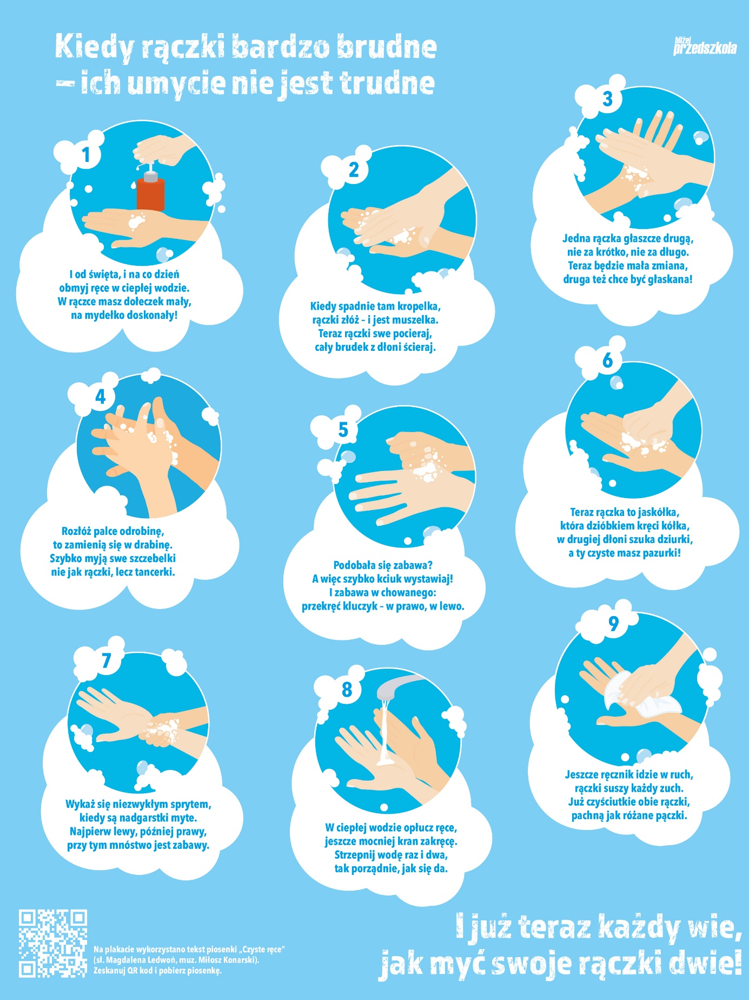 Kiedy rączki bardzo brudne
– ich umycie nie jest trudne
bliżej
przedszkola
1
I od święta, i na co dzień
obmyj ręce w ciepłej wodzie.
W rączce masz dołeczek mały,
na mydełko doskonały!
2
Kiedy spadnie tam kropelka,
rączki złóż – i jest muszelka.
Teraz rączki swe pocieraj,
cały brudek z dłoni ścieraj.
3
Jedna rączka głaszcze drugą,
nie za krótko, nie za długo.
Teraz będzie mała zmiana,
druga też chce być głaskana!
4
Rozłóż palce odrobinę,
to zamienią się w drabinę.
Szybko myją swe szczebelki
nie jak rączki, lecz tancerki.
5
Podobała się zabawa?
A więc szybko kciuk wystawiaj!
I zabawa w chowanego:
przekręć kluczyk – w prawo, w lewo.
6
Teraz rączka to jaskółka,
która dzióbkiem kręci kółka,
w drugiej dłoni szuka dziurki,
a ty czyste masz pazurki!
7
Wykaż się niezwykłym sprytem,
kiedy są nadgarstki myte.
Najpierw lewy, później prawy,
przy tym mnóstwo jest zabawy.
8
W ciepłej wodzie opłucz ręce,
jeszcze mocniej kran zakręcę.
Strzepnij wodę raz i dwa,
tak porządnie, jak się da.
9
Jeszcze ręcznik idzie w ruch,
rączki suszy każdy zuch.
Już czyściutkie obie rączki,
pachną jak różane pączki.
Na plakacie wykorzystano tekst piosenki „Czyste ręce”
(sł. Magdalena Ledwoń, muz. Miłosz Konarski).
Zeskanuj QR kod i pobierz piosenkę.
I już teraz każdy wie,
jak myć swoje rączki dwie!